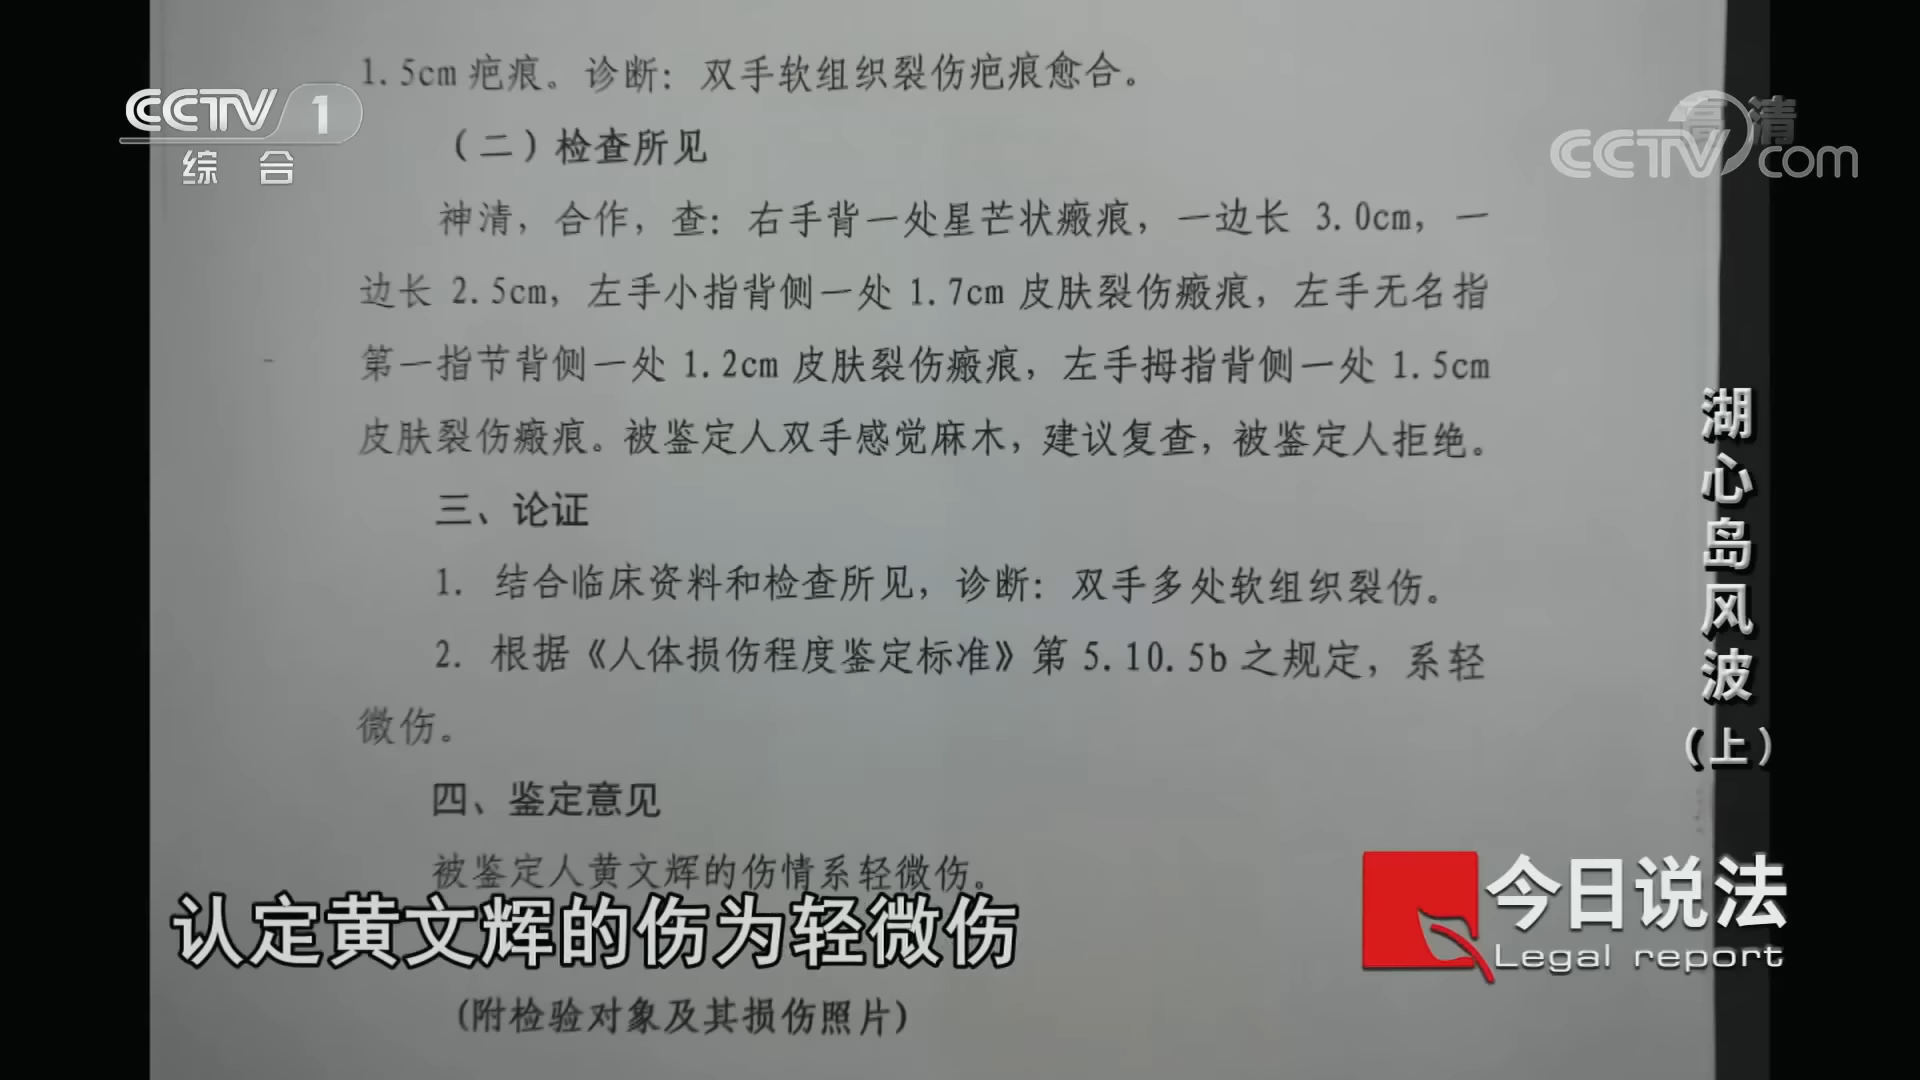 1.5cm 疤痕。诊断：双手软组织裂伤疤痕愈合。
CCTV 1
综合
高清
CCTV.com
（二）检查所见
神清，合作，查：右手背一处星芒状瘢痕，一边长 3.0cm，一
边长 2.5cm，左手小指背侧一处 1.7cm 皮肤裂伤瘢痕，左手无名指
第一指节背侧一处 1.2cm 皮肤裂伤瘢痕，左手拇指背侧一处 1.5cm
皮肤裂伤瘢痕。被鉴定人双手感觉麻木，建议复查，被鉴定人拒绝。
三、论证
1. 结合临床资料和检查所见，诊断：双手多处软组织裂伤。
2. 根据《人体损伤程度鉴定标准》第 5.10.5b 之规定，系轻
微伤。
四、鉴定意见
被鉴定人黄文辉的伤情系轻微伤。
认定黄文辉的伤为轻微伤
（附检验对象及其损伤照片）
湖心岛风波
（上）
今日说法
Legal report